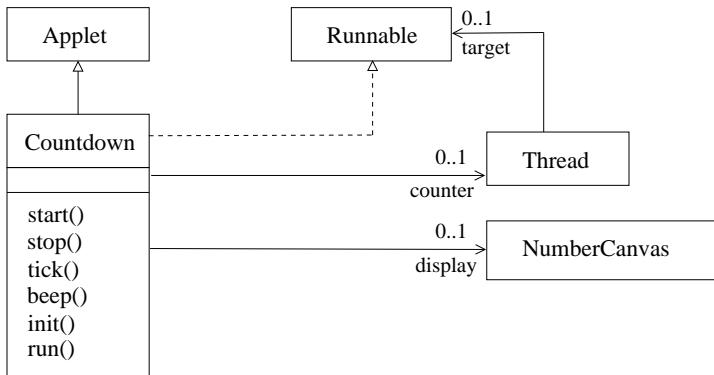 Applet
Runnable
0..1
target
Countdown
Thread
0..1
counter
start()
stop()
tick()
beep()
init()
run()
0..1
display
NumberCanvas